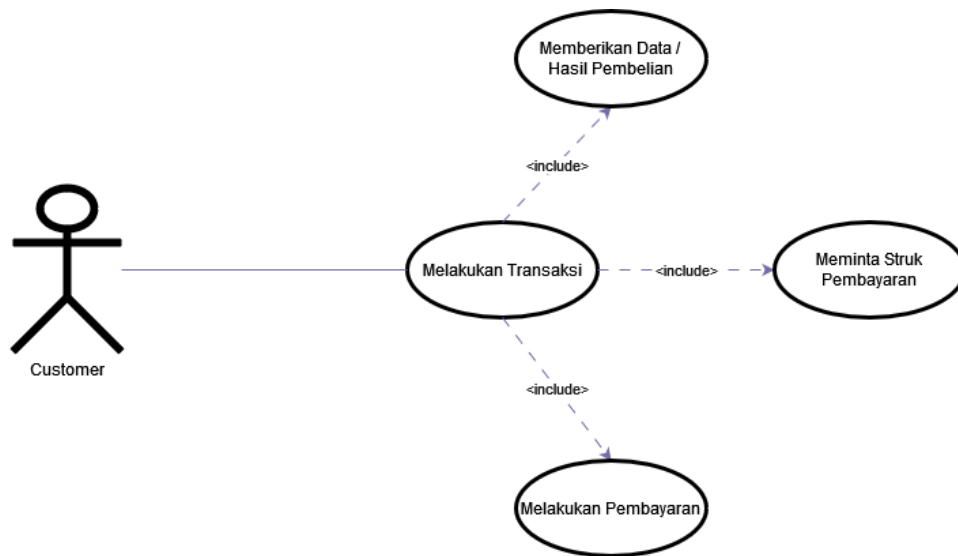 Memberikan Data /
Hasil Pembelian
<include>
Melakukan Transaksi
<include>
Meminta Struk
Pembayaran
Customer
<include>
Melakukan Pembayaran